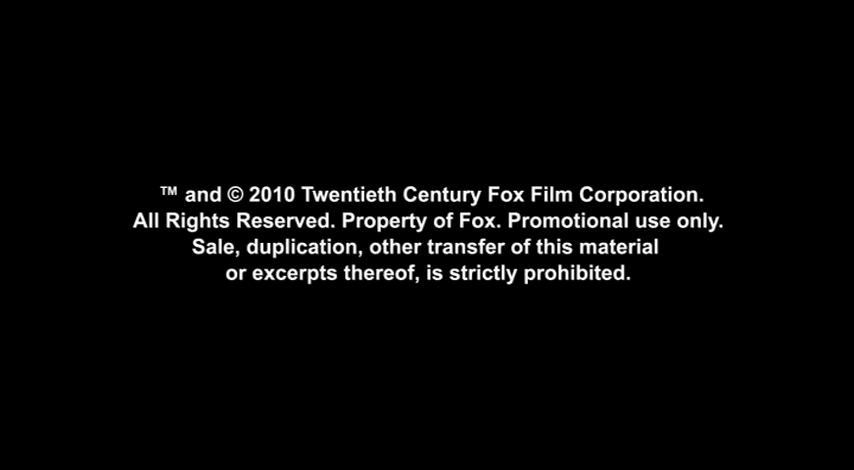 ™ and © 2010 Twentieth Century Fox Film Corporation.
All Rights Reserved. Property of Fox. Promotional use only.
Sale, duplication, other transfer of this material
or excerpts thereof, is strictly prohibited.